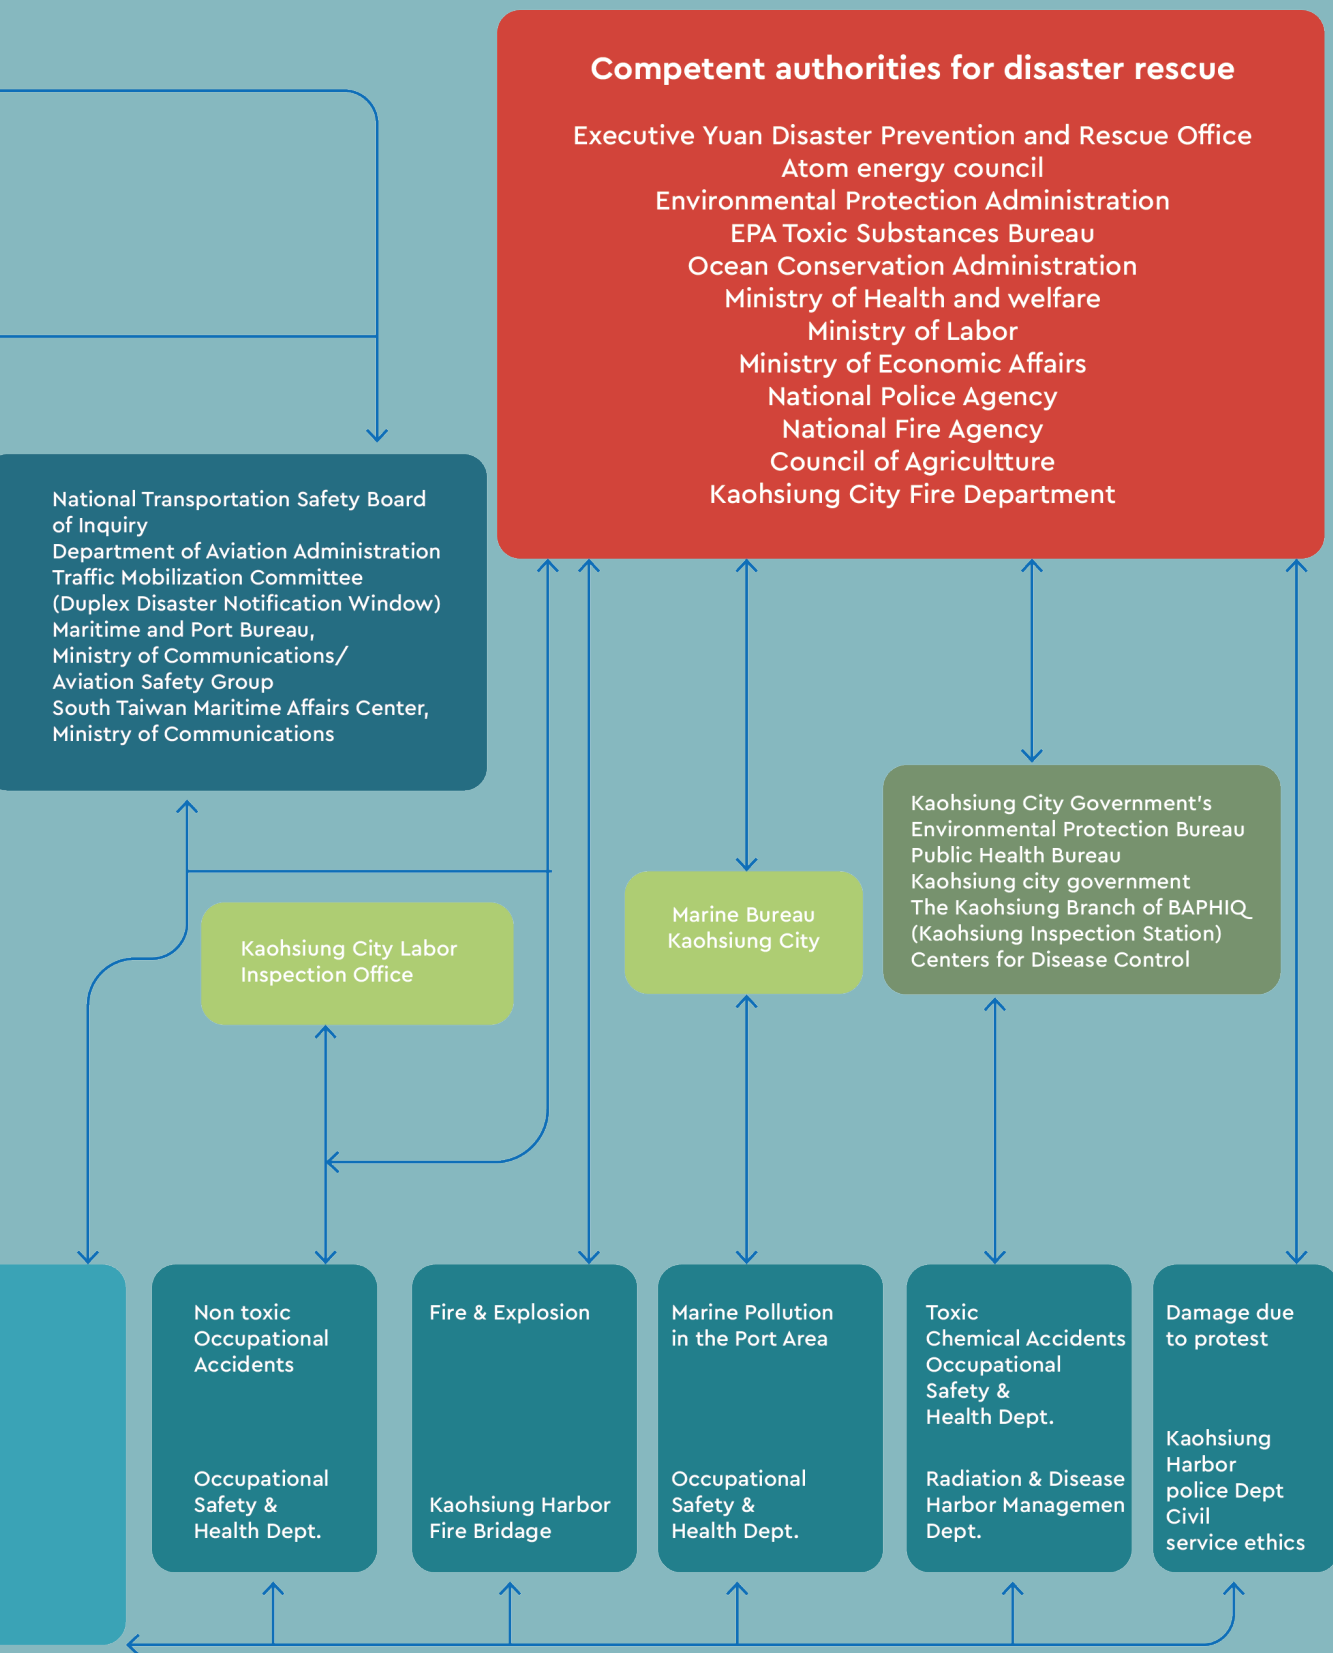 Competent authorities for disaster rescue
Executive Yuan Disaster Prevention and Rescue Office
Atom energy council
Environmental Protection Administration
EPA Toxic Substances Bureau
Ocean Conservation Administration
Ministry of Health and welfare
Ministry of Labor
Ministry of Economic Affairs
National Police Agency
National Fire Agency
Council of Agricultture
Kaohsiung City Fire Department
National Transportation Safety Board
of Inquiry
Department of Aviation Administration
Traffic Mobilization Committee
(Duplex Disaster Notification Window)
Maritime and Port Bureau,
Ministry of Communications/
Aviation Safety Group
South Taiwan Maritime Affairs Center,
Ministry of Communications
Kaohsiung City Labor
Inspection Office
Marine Bureau
Kaohsiung City
Kaohsiung City Government's
Environmental Protection Bureau
Public Health Bureau
Kaohsiung city government
The Kaohsiung Branch of BAPHIQ
(Kaohsiung Inspection Station)
Centers for Disease Control
Non toxic
Occupational
Accidents
Occupational
Safety &
Health Dept.
Fire & Explosion
Kaohsiung Harbor
Fire Bridage
Marine Pollution
in the Port Area
Occupational
Safety &
Health Dept.
Toxic
Chemical Accidents
Occupational
Safety &
Health Dept.
Radiation & Disease
Harbor Managemen
Dept.
Damage due
to protest
Kaohsiung
Harbor
police Dept
Civil
service ethics